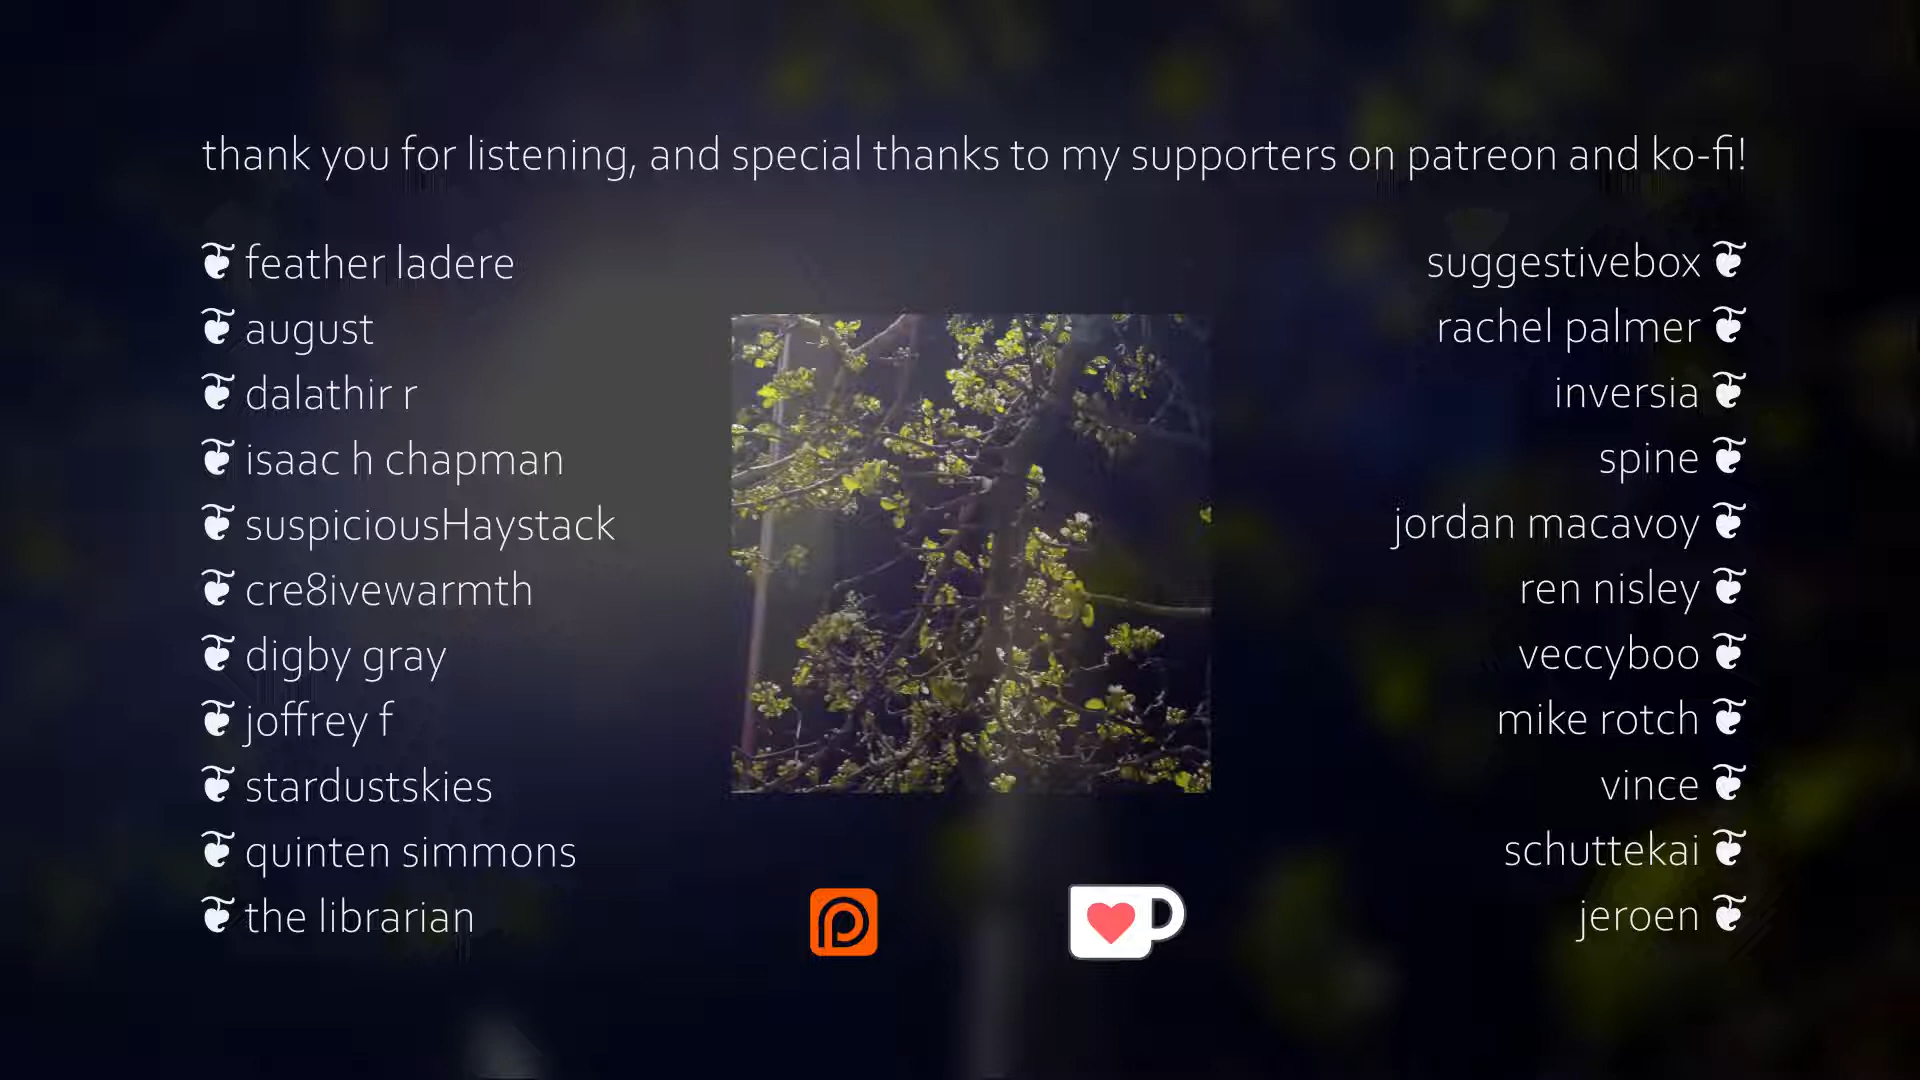 thank you for listening, and special thanks to my supporters on patreon and ko-fi!
❦ feather ladere
❦ august
❦ dalathir r
❦ isaac h chapman
❦ suspiciousHaystack
❦ cre8ivewarmth
❦ digby gray
❦ joffrey f
❦ stardustskies
❦ quinten simmons
❦ the librarian
suggestivebox ❦
rachel palmer ❦
inversia ❦
spine ❦
jordan macavoy ❦
ren nisley ❦
veccyboo ❦
mike rotch ❦
vince ❦
schuttekai ❦
jeroen ❦